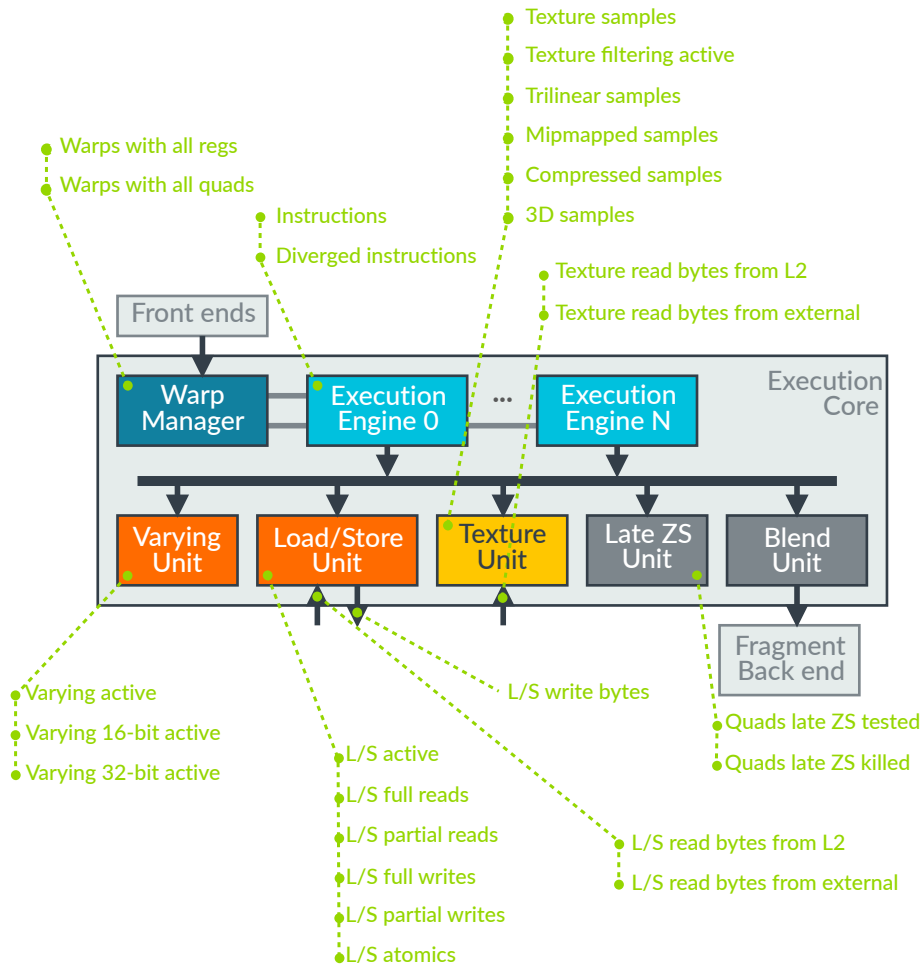 Texture samples
Texture filtering active
Trilinear samples
Mipmapped samples
Compressed samples
3D samples
Warps with all regs
Warps with all quads
Instructions
Diverged instructions
Texture read bytes from L2
Texture read bytes from external
Front ends
Execution
Core
Warp
Manager
Execution
Engine 0
...
Execution
Engine N
Varying
Unit
Load/Store
Unit
Texture
Unit
Late ZS
Unit
Blend
Unit
Fragment
Back end
Varying active
Varying 16-bit active
Varying 32-bit active
L/S write bytes
Quads late ZS tested
Quads late ZS killed
L/S active
L/S full reads
L/S partial reads
L/S full writes
L/S partial writes
L/S atomics
L/S read bytes from L2
L/S read bytes from external